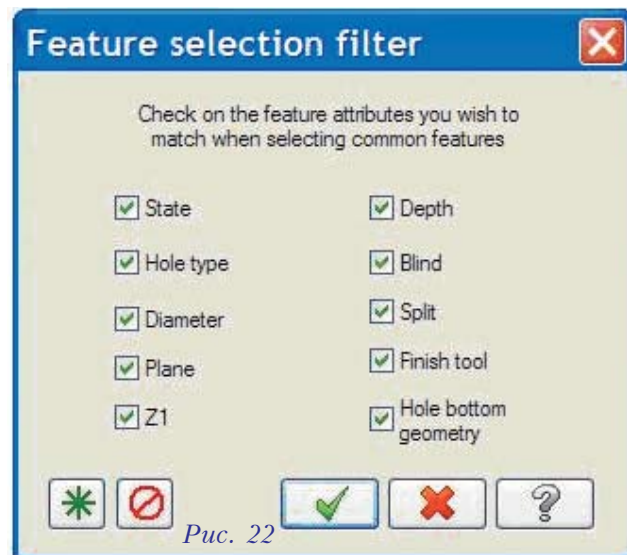 Feature selection filter
Check on the feature attributes you wish to
match when selecting common features
State
Hole type
Diameter
Plane
Z1
Depth
Blind
Split
Finish tool
Hole bottom
geometry
Рис. 22